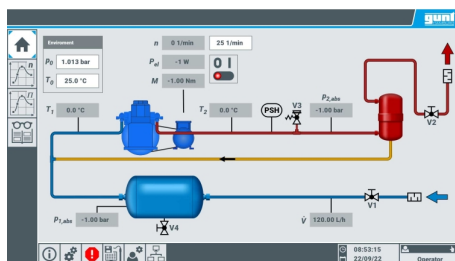 gunt
Environment
p0 1.013 bar
T0 25.0 °C
n 0 1/min 25 1/min
Pel -1 W
0 I
M -1.00 Nm
T1 0.0 °C
T2 0.0 °C
PSH
V3
p2,abs
-1.00 bar
V2
n
Π
V1
p1,abs -1.00 bar
V4
V̇ 120.00 L/h
08:53:15
22/09/22
Operator